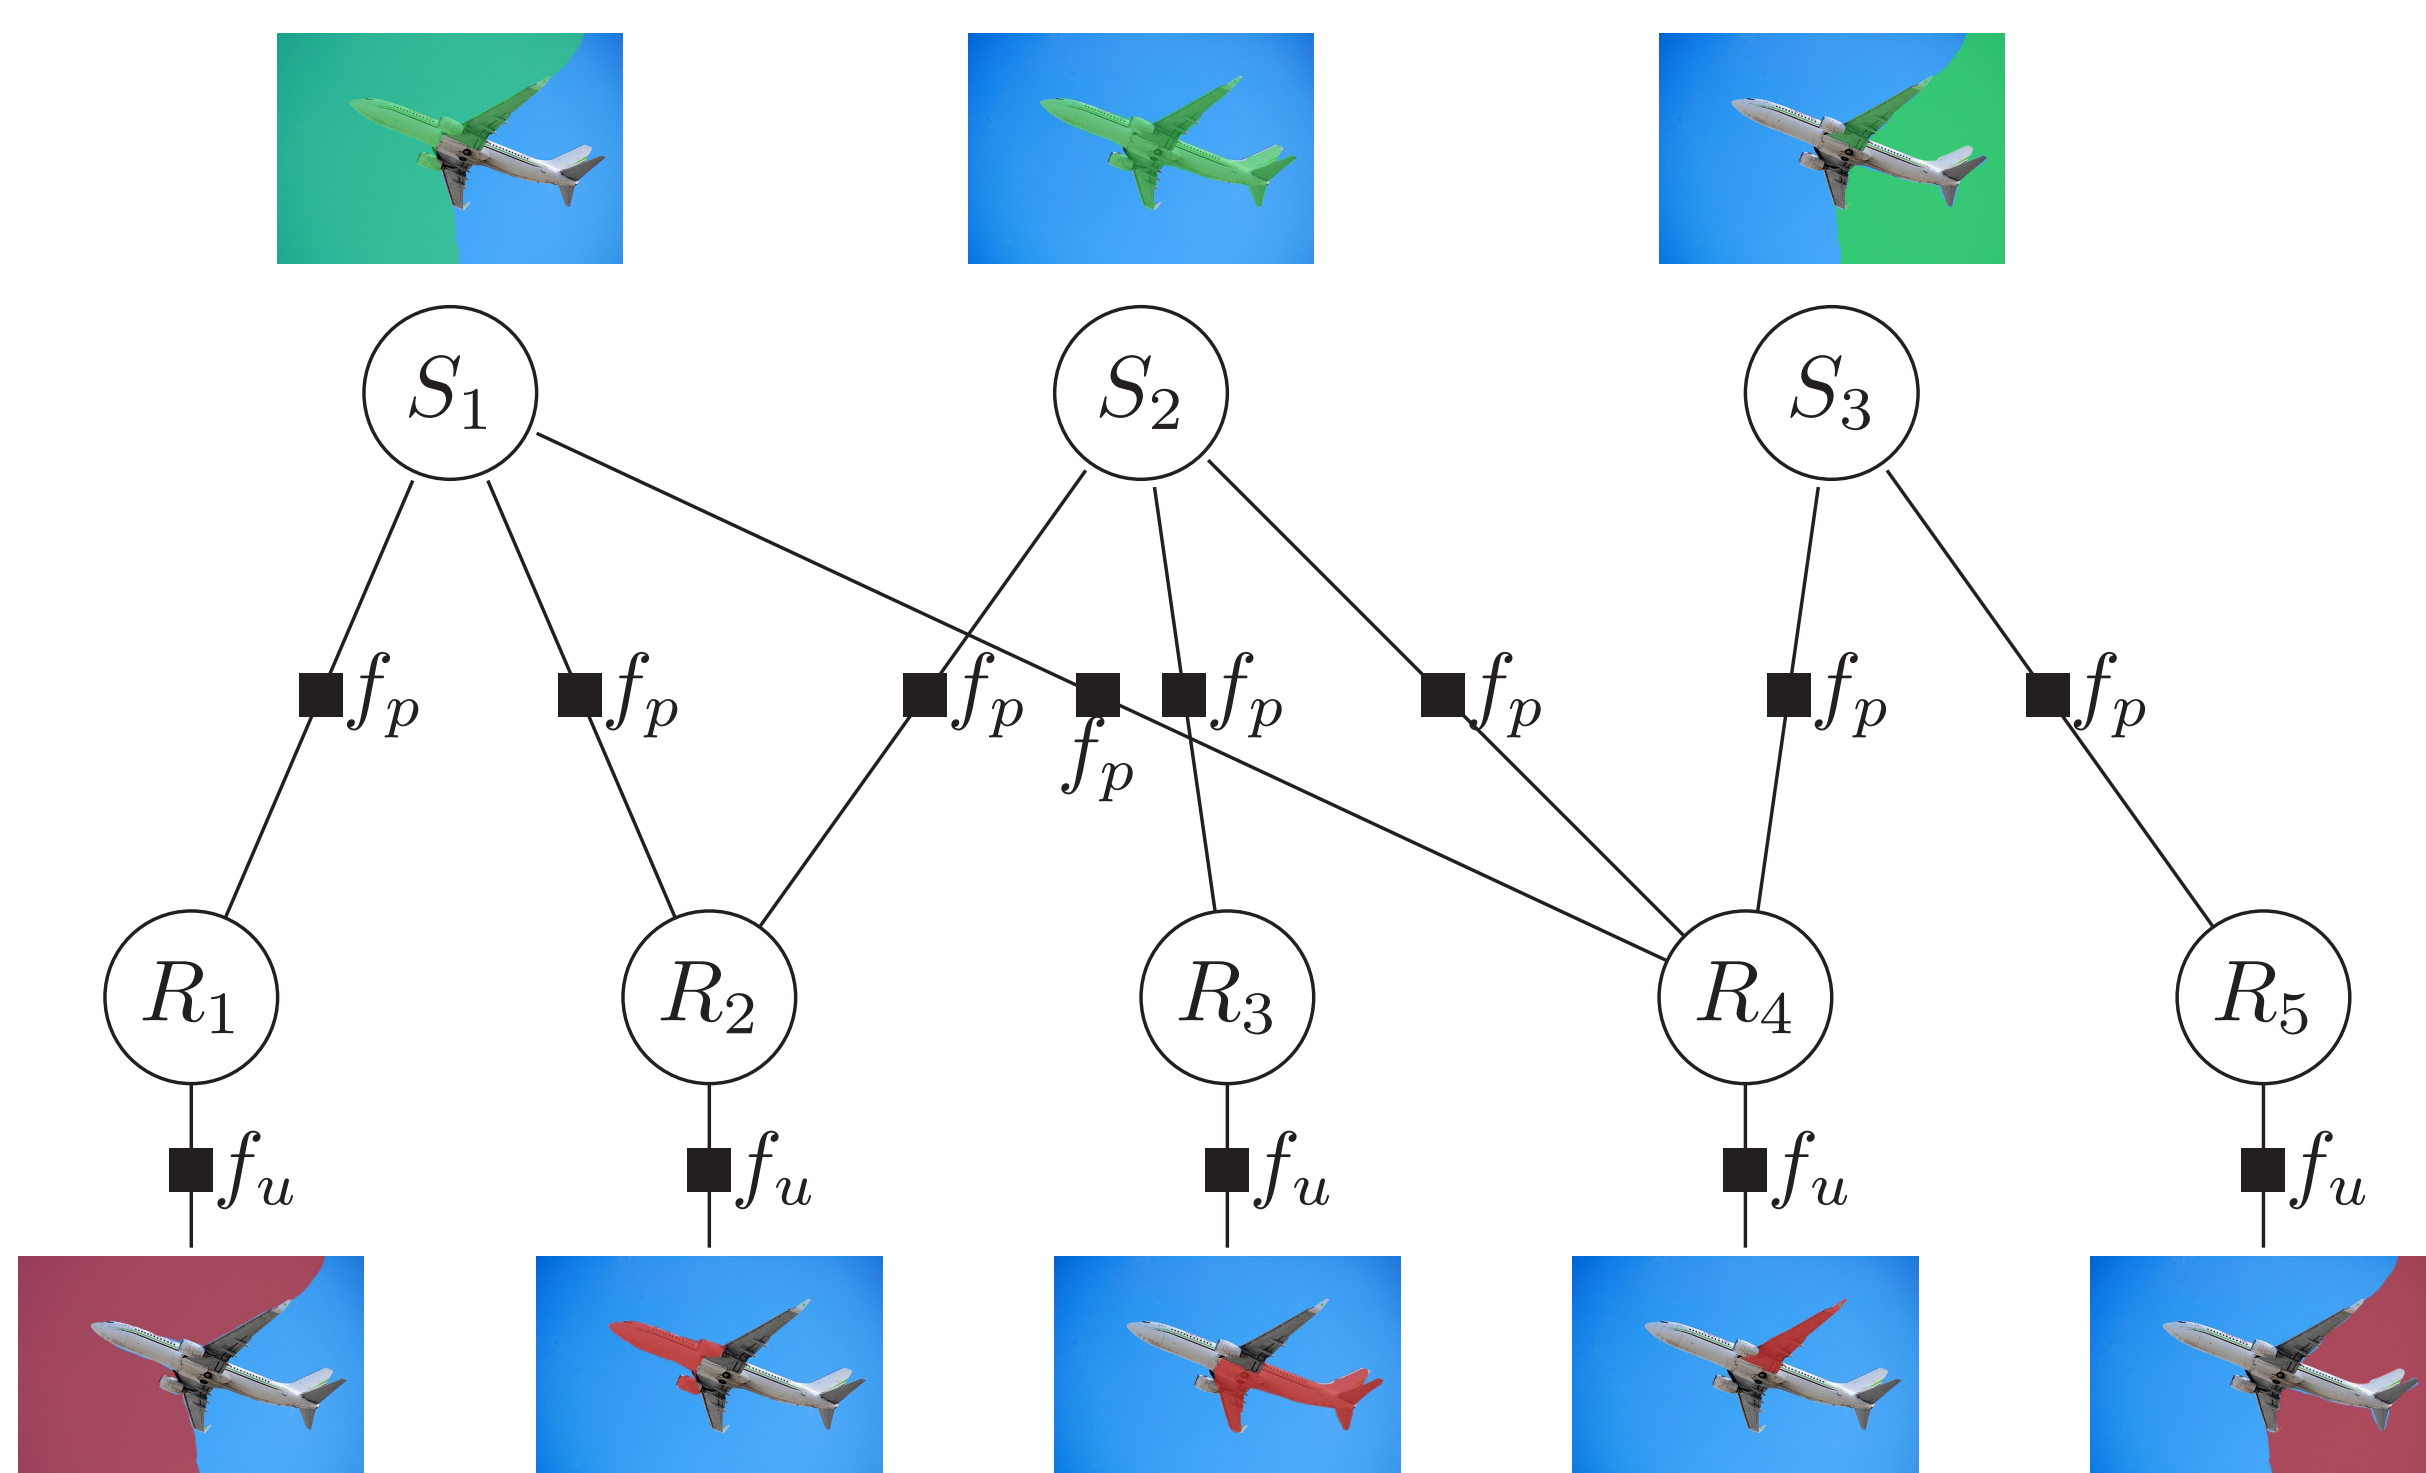 S₁ S₂ S₃
fₚ fₚ fₚ fₚ fₚ fₚ fₚ
fₚ
R₁ R₂ R₃ R₄ R₅
fᵤ fᵤ fᵤ fᵤ fᵤ